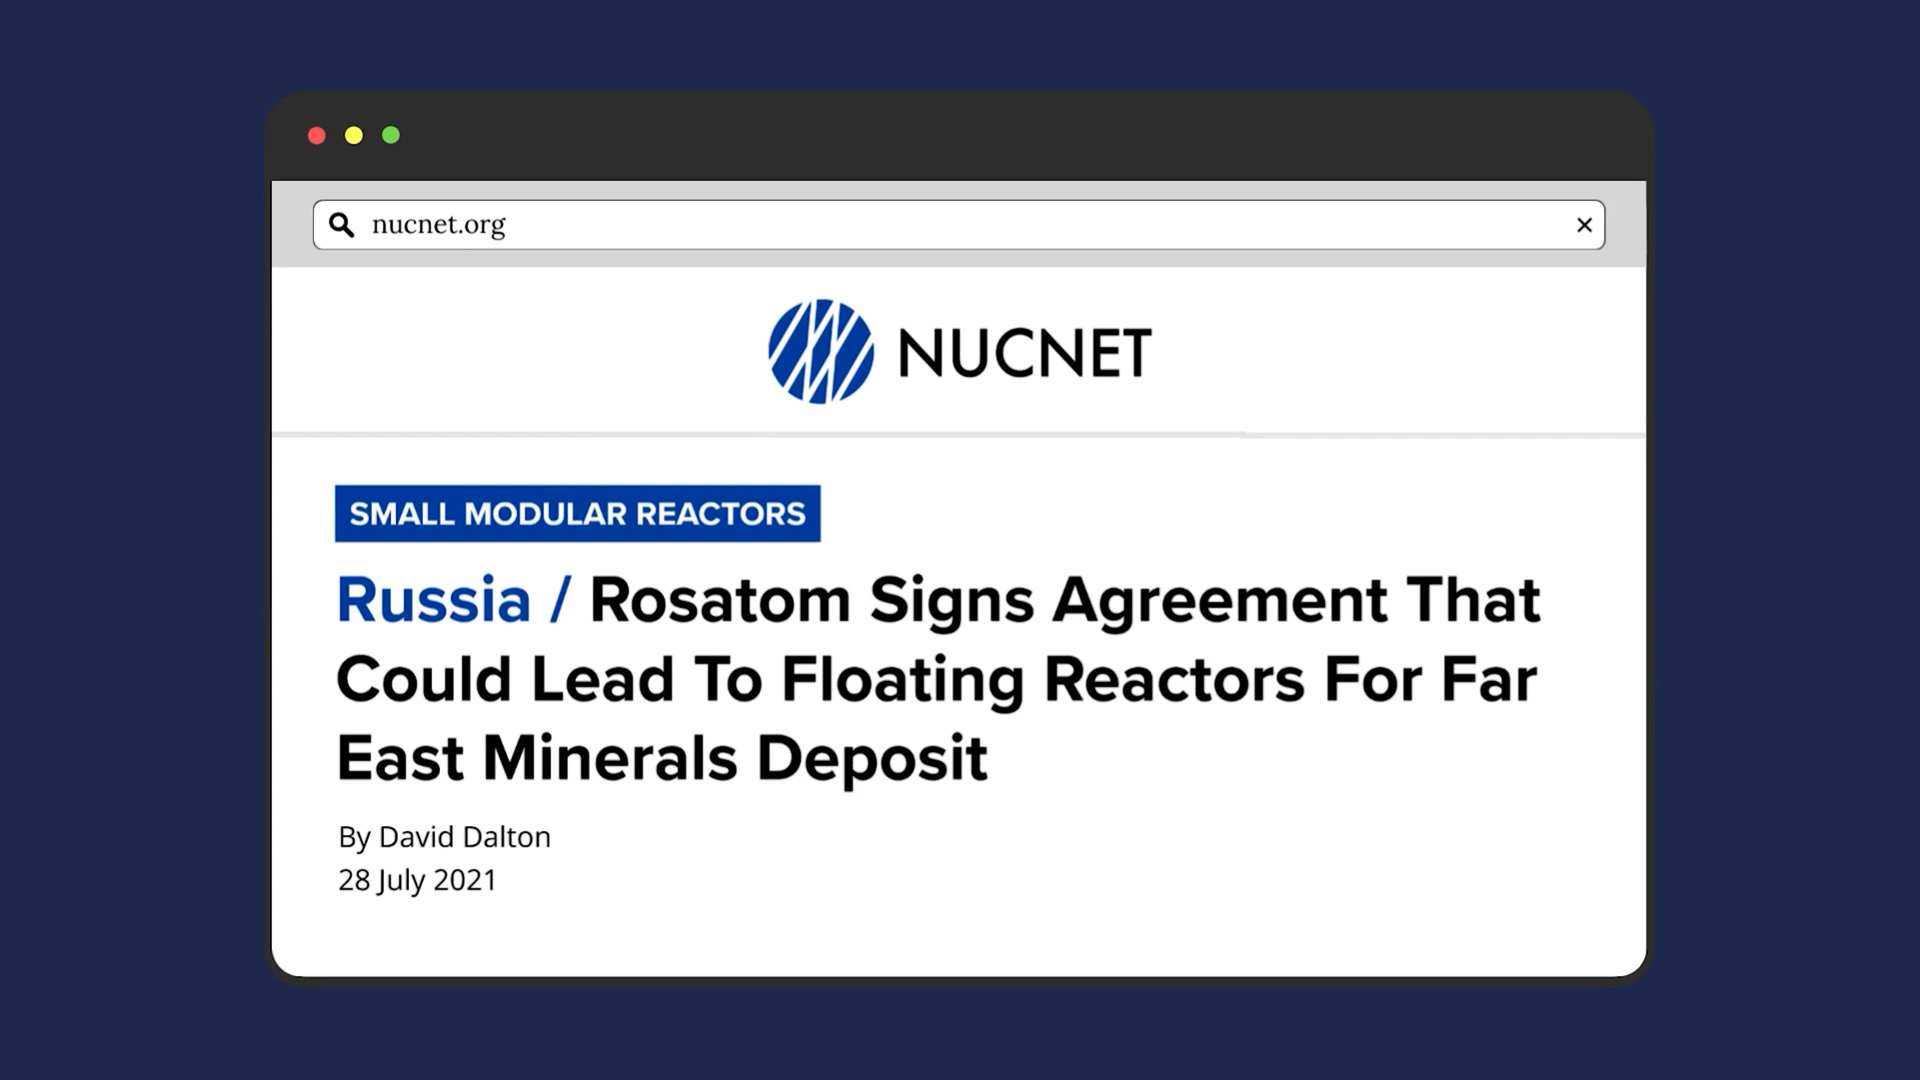 nucnet.org
NUCNET
SMALL MODULAR REACTORS
Russia / Rosatom Signs Agreement That
Could Lead To Floating Reactors For Far
East Minerals Deposit
By David Dalton
28 July 2021